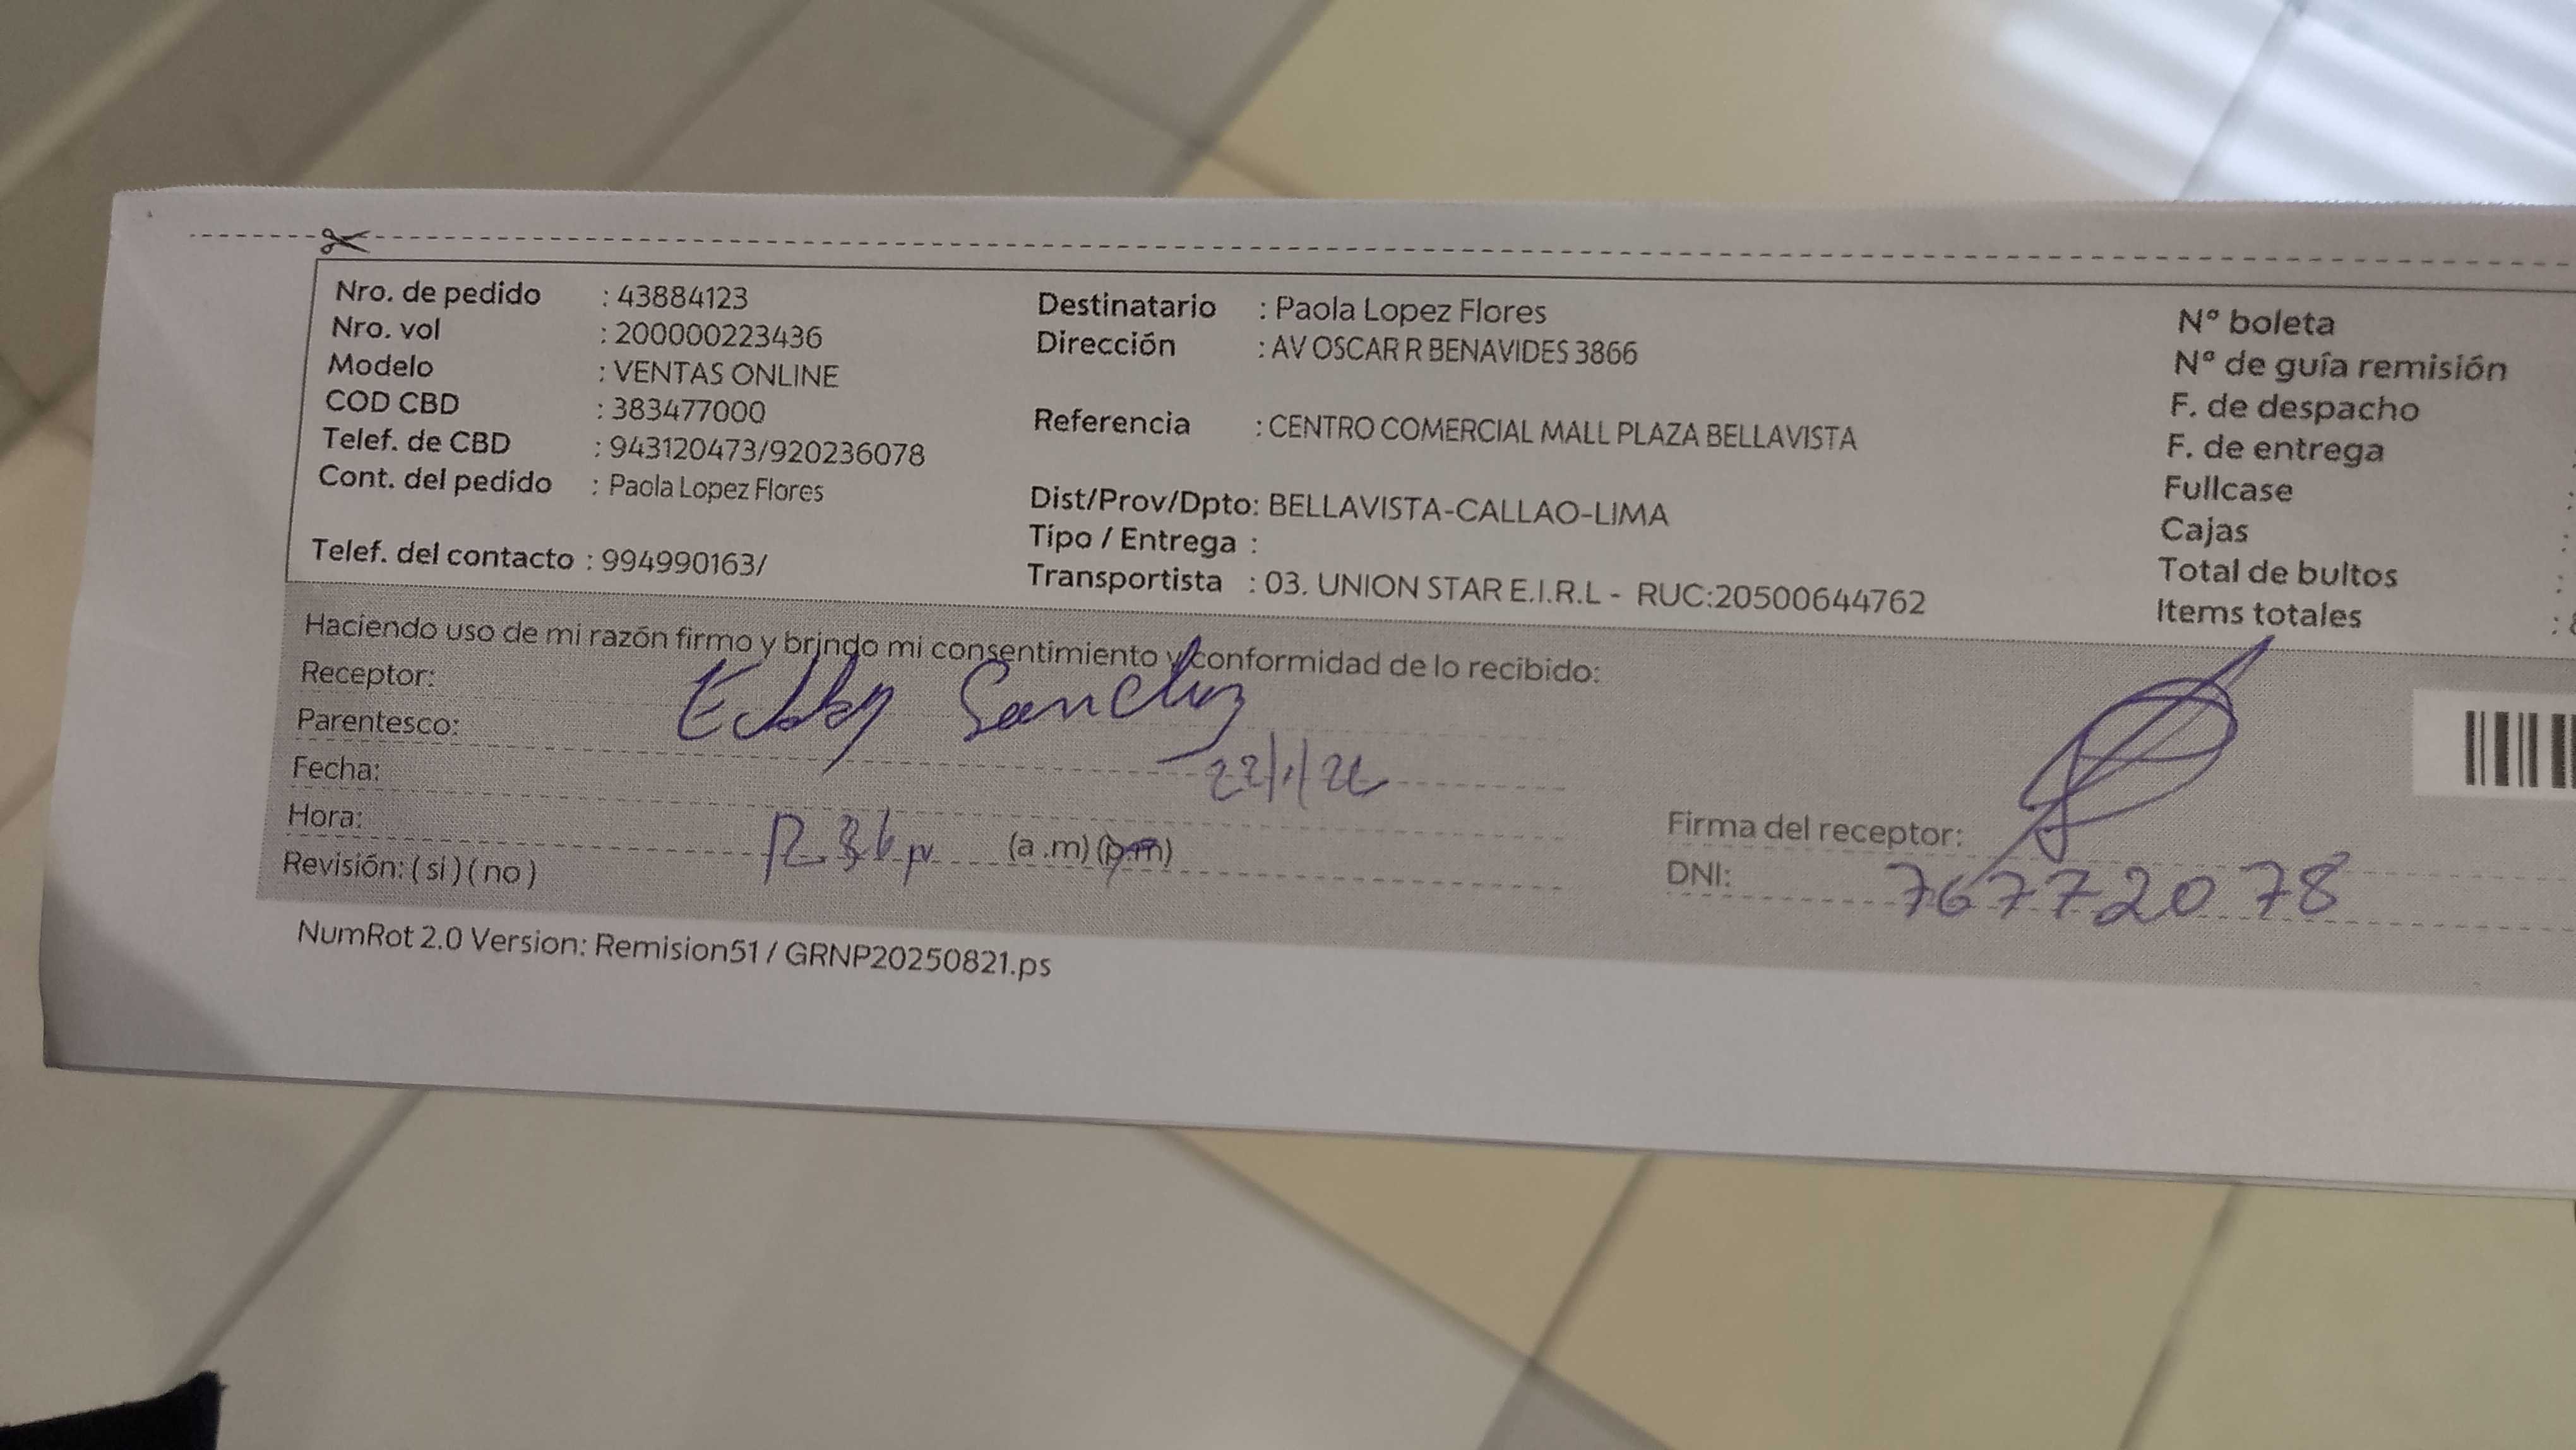 Nro. de pedido : 43884123
Nro. vol : 200000223436
Modelo : VENTAS ONLINE
COD CBD : 383477000
Telef. de CBD : 943120473/920236078
Cont. del pedido : Paola Lopez Flores
Telef. del contacto : 994990163/
Destinatario : Paola Lopez Flores
Dirección : AV OSCAR R BENAVIDES 3866
Referencia : CENTRO COMERCIAL MALL PLAZA BELLAVISTA
Dist/Prov/Dpto: BELLAVISTA-CALLAO-LIMA
Tipo / Entrega :
Transportista : 03. UNION STAR E.I.R.L - RUC:20500644762
Nº boleta
Nº de guía remisión
F. de despacho
F. de entrega
Fullcase :
Cajas :
Total de bultos :
Items totales :
Haciendo uso de mi razón firmo y brindo mi consentimiento y conformidad de lo recibido:
Receptor: Sanchez
Parentesco:
Fecha:
Hora: (a .m) (p.m)
Revisión: ( si ) ( no )
Firma del receptor:
DNI: 76772078
NumRot 2.0 Version: Remision51 / GRNP20250821.ps